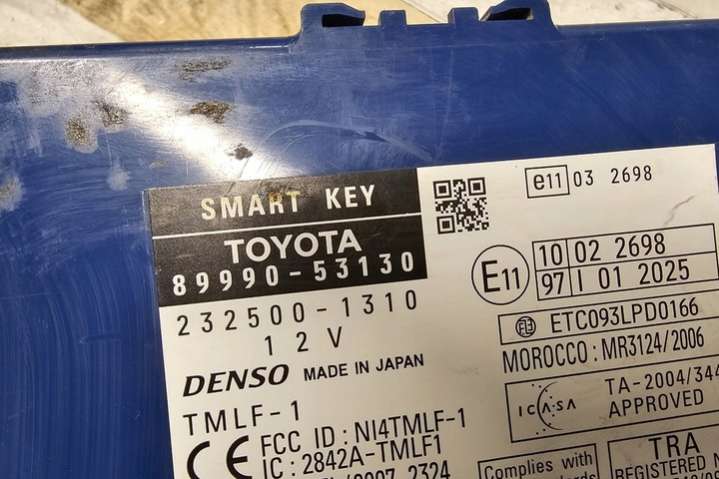 SMART KEY
TOYOTA
89990-53130
232500-1310
12V
DENSO MADE IN JAPAN
TMLF-1
CE FCC ID : NI4TMLF-1
IC : 2842A-TMLF1
2324
e11 03 2698
E11
10 02 2698
97 I 01 2025
ETC093LPD0166
MOROCCO : MR3124/2006
ICASA TA-2004/344
APPROVED
Complies with
TRA
REGISTERED N